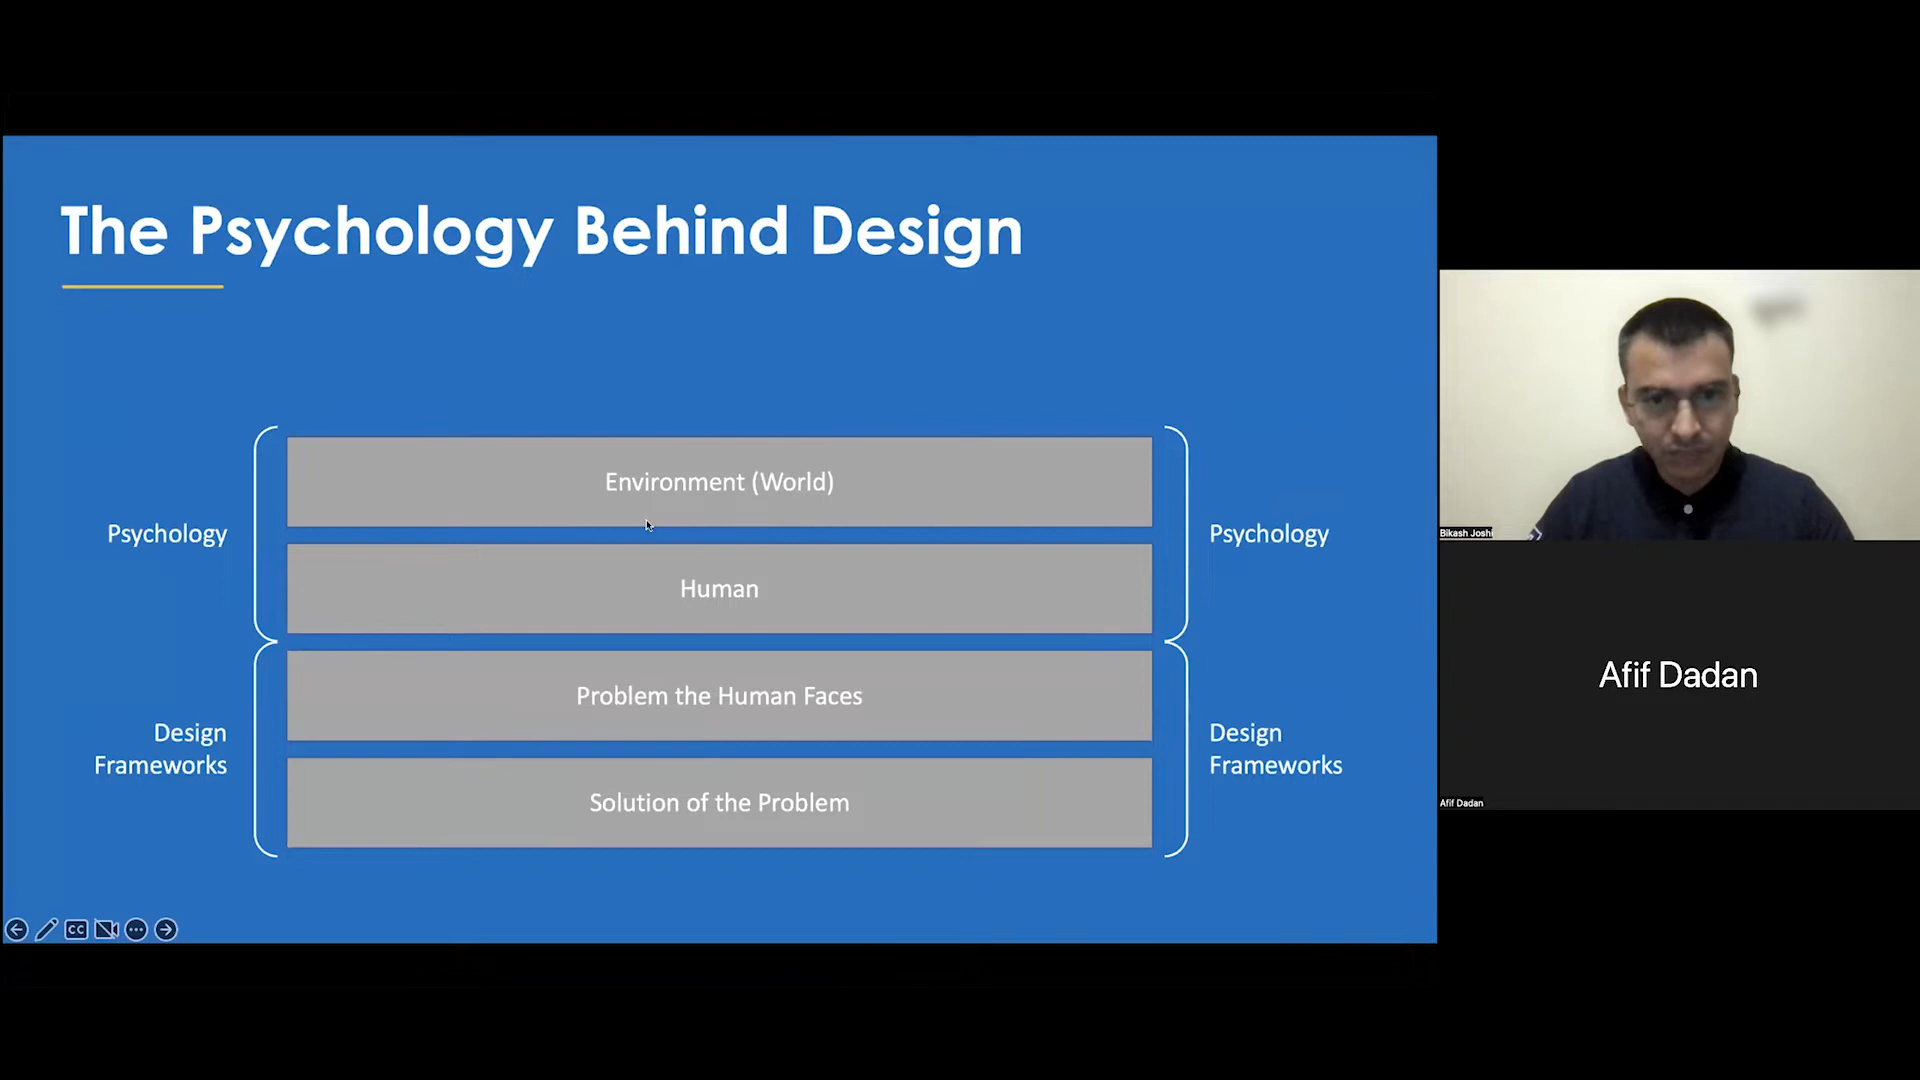 The Psychology Behind Design
Environment (World)
Psychology
Psychology
Human
Problem the Human Faces
Design
Frameworks
Design
Frameworks
Solution of the Problem
CC
Bikash Joshi
Afif Dadan
Afif Dadan